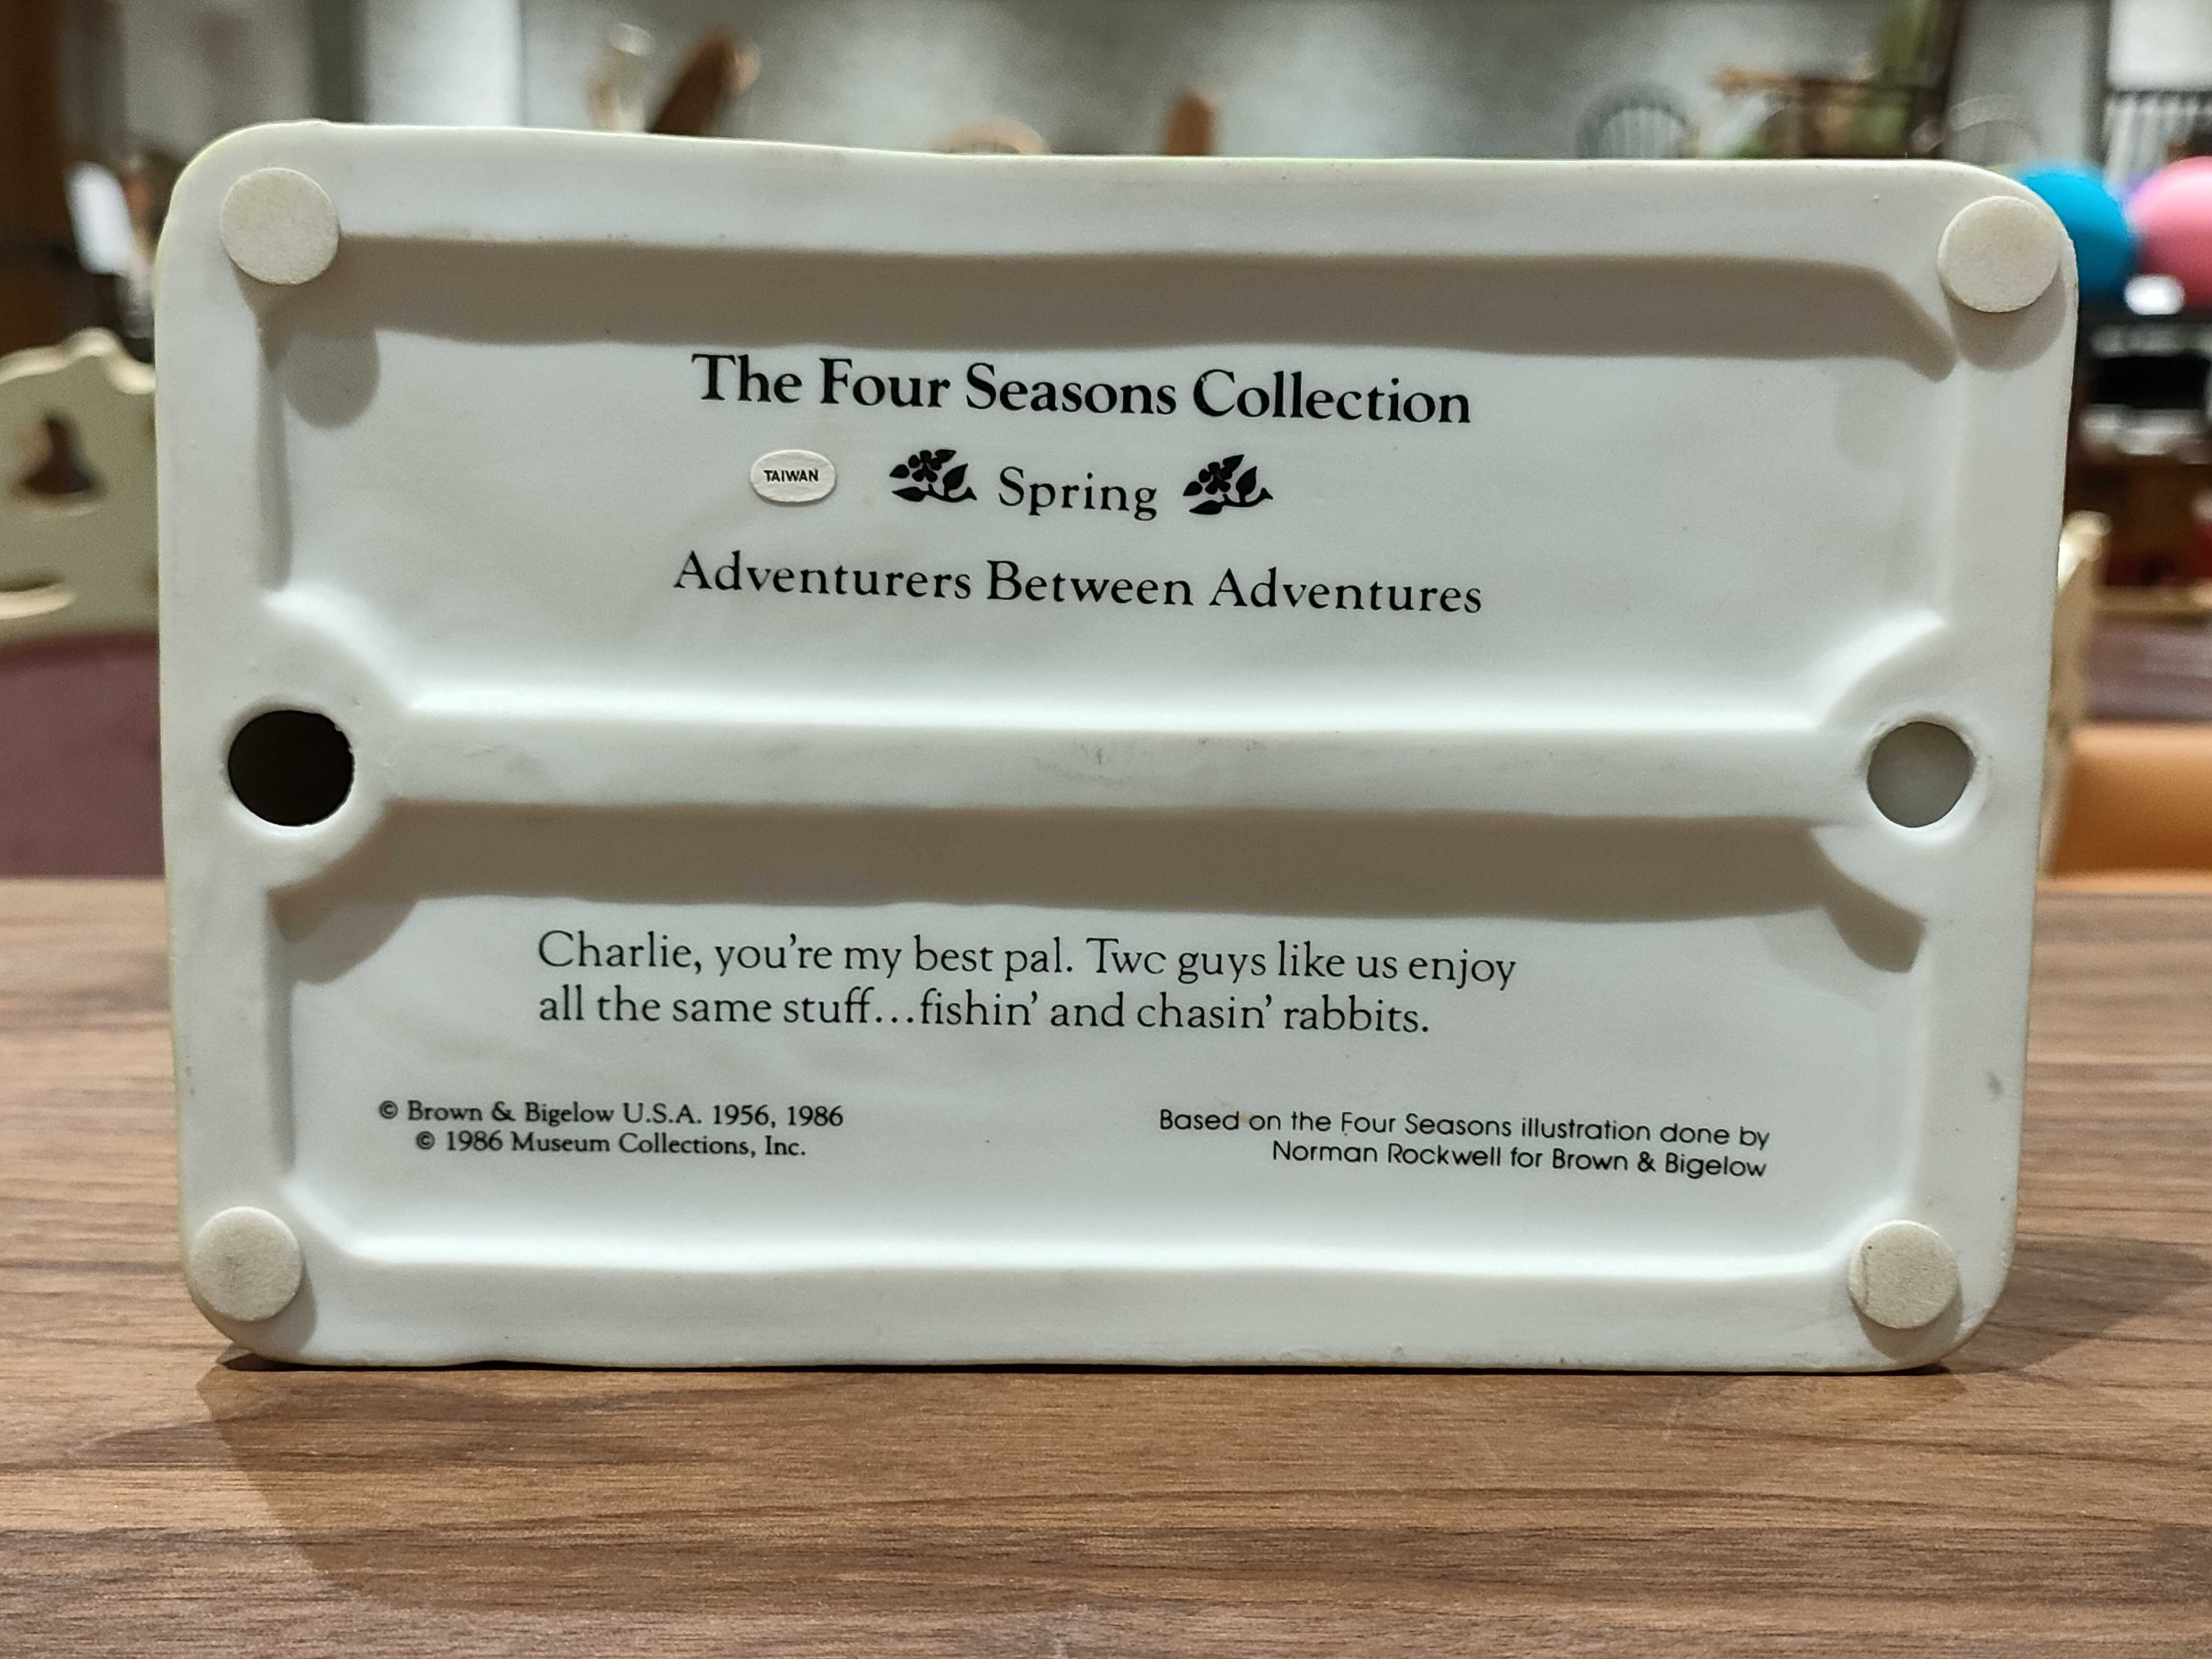 The Four Seasons Collection
TAIWAN Spring
Adventurers Between Adventures
Charlie, you're my best pal. Twc guys like us enjoy
all the same stuff...fishin' and chasin' rabbits.
© Brown & Bigelow U.S.A. 1956, 1986
© 1986 Museum Collections, Inc.
Based on the Four Seasons illustration done by
Norman Rockwell for Brown & Bigelow